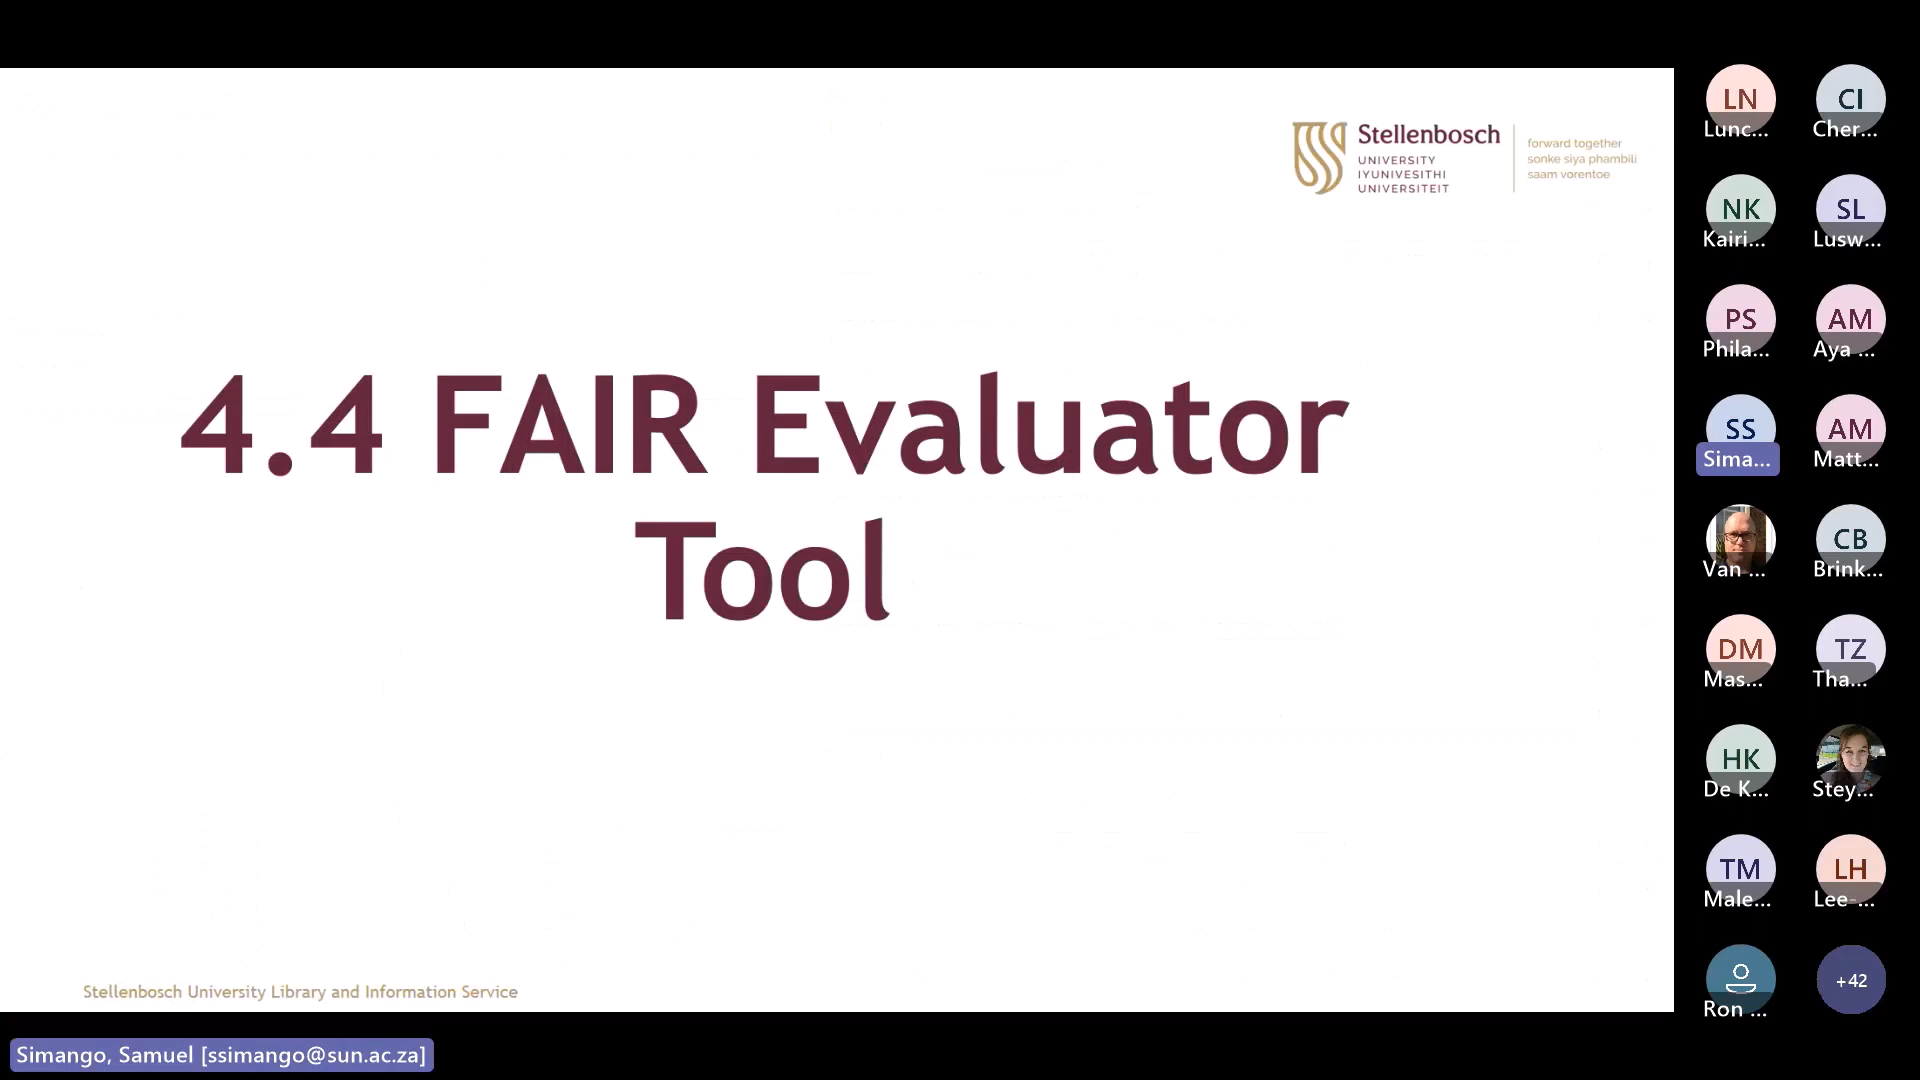 Stellenbosch
UNIVERSITY
IYUNIVESITHI
UNIVERSITEIT
forward together
sonke siya phambili
saam vorentoe
4.4 FAIR Evaluator
Tool
Stellenbosch University Library and Information Service
Simango, Samuel [ssimango@sun.ac.za]
LN
Lunc...
CI
Cher...
NK
Kairi...
SL
Lusw...
PS
Phila...
AM
Aya ...
SS
Sima...
AM
Matt...
Van ...
CB
Brink...
DM
Mas...
TZ
Tha...
HK
De K...
Stey...
TM
Male...
LH
Lee-...
Ron ...
+42